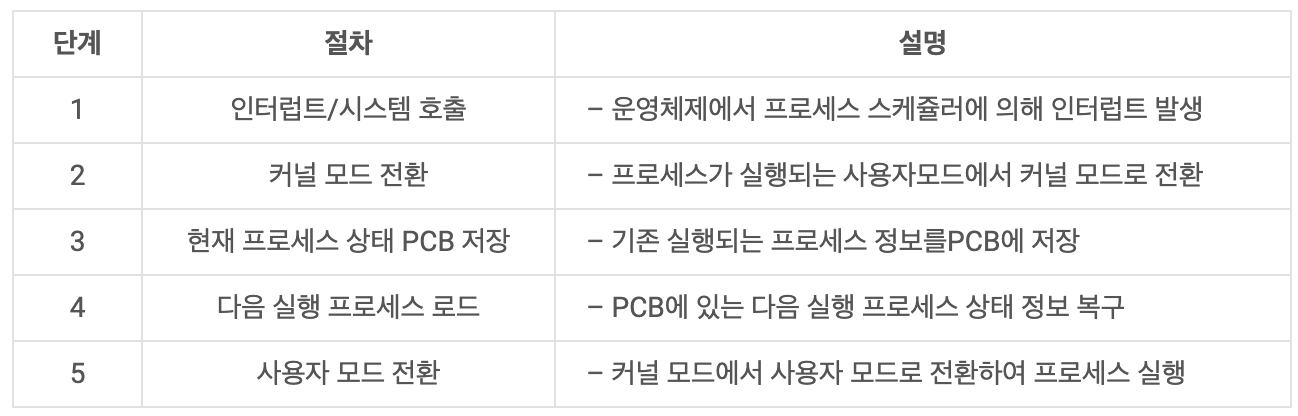 단계 절차 설명
1 인터럽트/시스템 호출 – 운영체제에서 프로세스 스케쥴러에 의해 인터럽트 발생
2 커널 모드 전환 – 프로세스가 실행되는 사용자모드에서 커널 모드로 전환
3 현재 프로세스 상태 PCB 저장 – 기존 실행되는 프로세스 정보를PCB에 저장
4 다음 실행 프로세스 로드 – PCB에 있는 다음 실행 프로세스 상태 정보 복구
5 사용자 모드 전환 – 커널 모드에서 사용자 모드로 전환하여 프로세스 실행